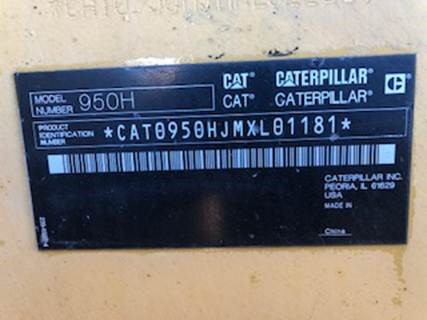 MODEL NUMBER 950H
CAT CATERPILLAR C
CAT® CATERPILLAR®
PRODUCT IDENTIFICATION NUMBER *CAT0950HJMXL01181*
CATERPILLAR INC.
PEORIA, IL 61629
USA
MADE IN
China